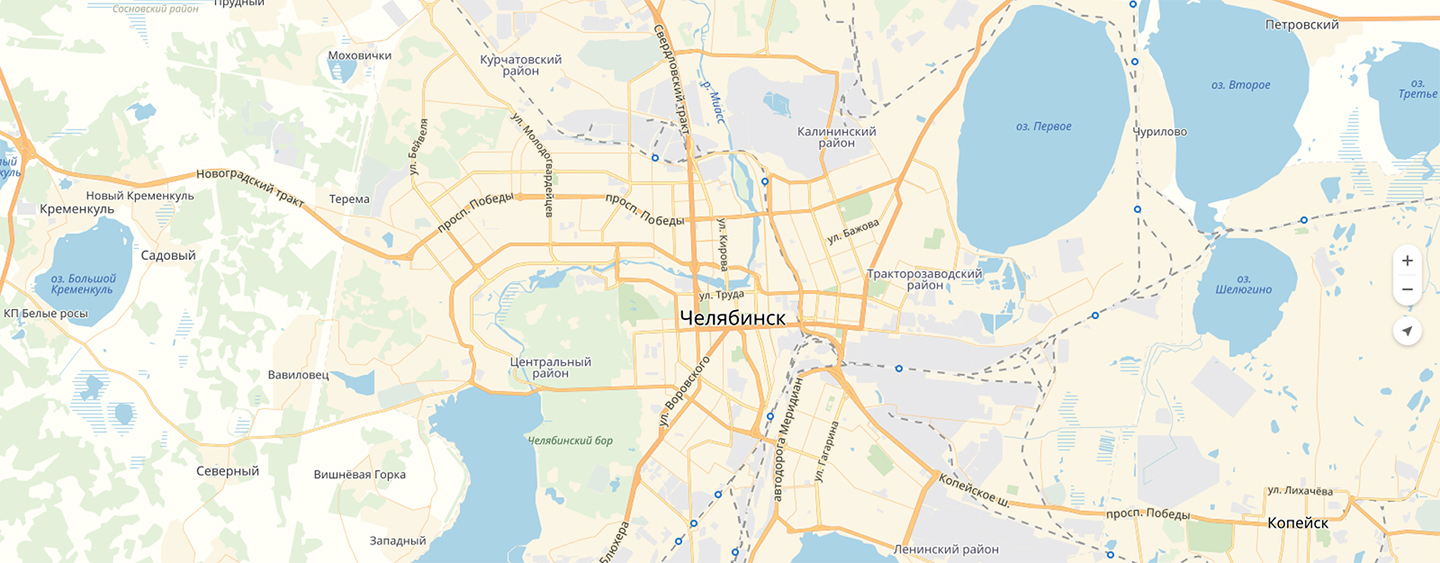 Прудный
Сосновский район
Петровский
Свердловский тракт
Моховички
Курчатовский
район
р. Миасс
оз. Второе
оз.
Третье
ул. Молодогвардейцев
ул. Бейвеля
Калининский
район
оз. Первое
Чурилово
Новоградский тракт
Новый Кременкуль
Кременкуль
Терема
просп. Победы
просп. Победы
ул. Кирова
ул. Бажова
Садовый
оз. Большой
Кременкуль
Тракторозаводский
район
оз.
Шелюгино
+
−
ул. Труда
КП Белые росы
Челябинск
Центральный
район
Вавиловец
ул. Воровского
автодорога Меридиан
ул. Гагарина
Челябинский бор
Северный
Вишнёвая Горка
Копейское ш.
ул. Лихачёва
просп. Победы
Копейск
Западный
Блюхера
Ленинский район